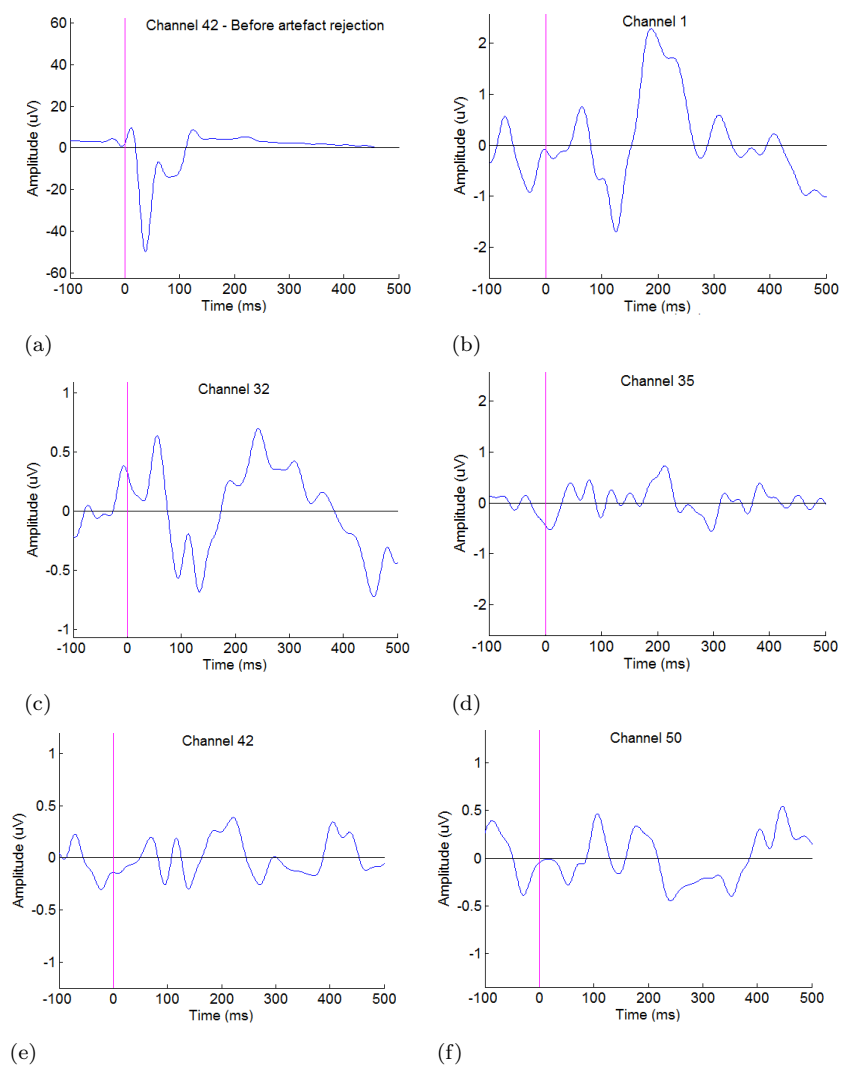 Channel 42 - Before artefact rejection
Amplitude (uV)
60
40
20
0
-20
-40
-60
-100 0 100 200 300 400 500
Time (ms)
(a)
Channel 1
Amplitude (uV)
2
1
0
-1
-2
-100 0 100 200 300 400 500
Time (ms)
(b)
Channel 32
Amplitude (uV)
1
0.5
0
-0.5
-1
-100 0 100 200 300 400 500
Time (ms)
(c)
Channel 35
Amplitude (uV)
2
1
0
-1
-2
-100 0 100 200 300 400 500
Time (ms)
(d)
Channel 42
Amplitude (uV)
1
0.5
0
-0.5
-1
-100 0 100 200 300 400 500
Time (ms)
(e)
Channel 50
Amplitude (uV)
1
0.5
0
-0.5
-1
-100 0 100 200 300 400 500
Time (ms)
(f)